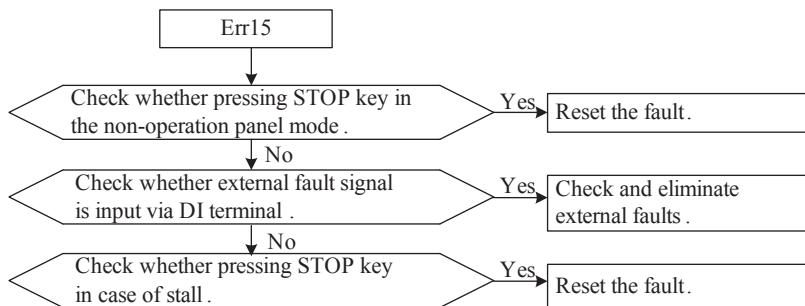 Err15
Check whether pressing STOP key in
the non-operation panel mode .
Yes
Reset the fault .
No
Check whether external fault signal
is input via DI terminal .
Yes
Check and eliminate
external faults .
No
Check whether pressing STOP key
in case of stall .
Yes
Reset the fault .